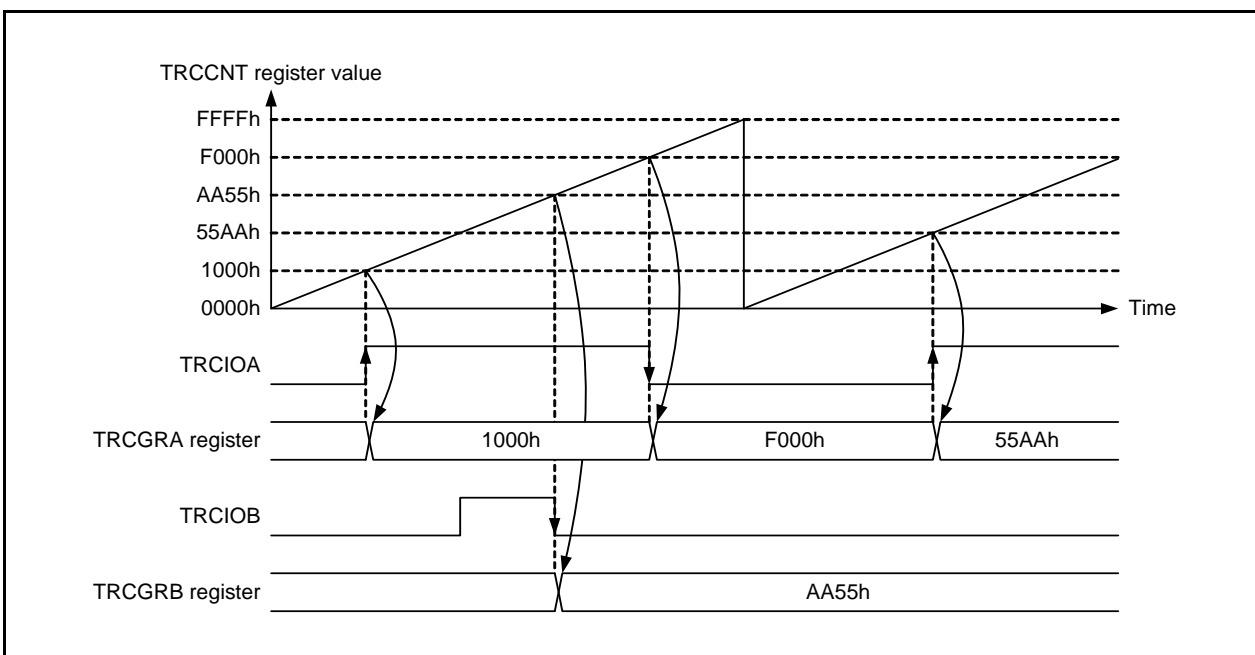 TRCCNT register value
FFFFh
F000h
AA55h
55AAh
1000h
0000h
Time
TRCIOA
TRCGRA register 1000h F000h 55AAh
TRCIOB
TRCGRB register AA55h